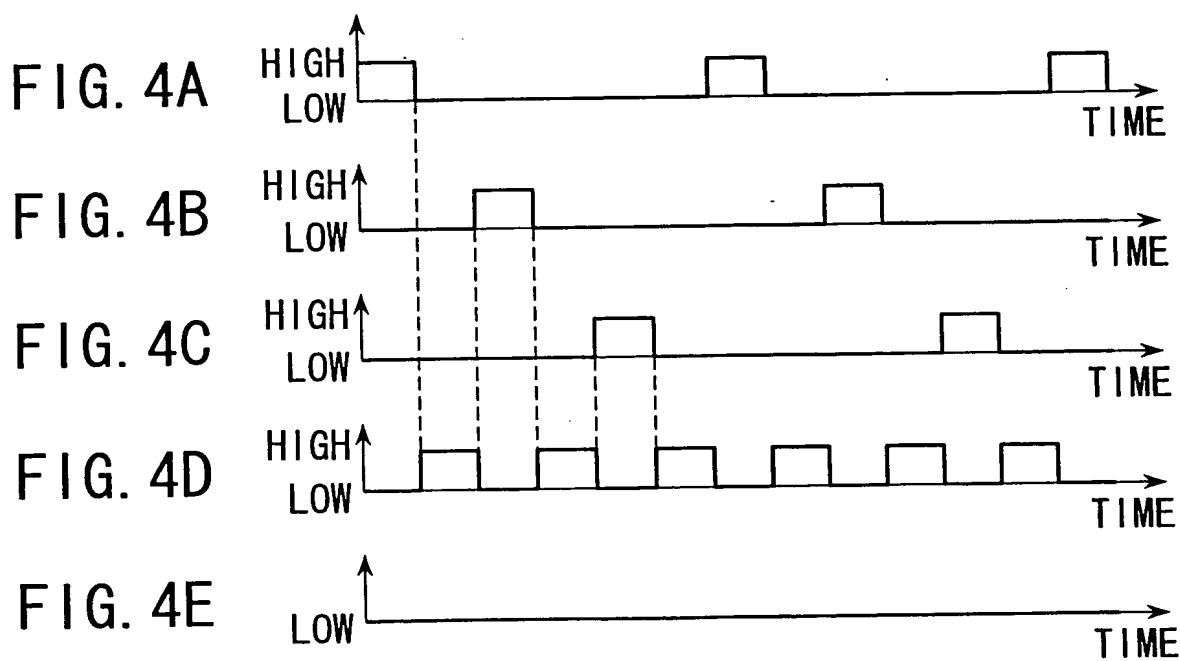 FIG. 4A
HIGH
LOW
TIME
FIG. 4B
HIGH
LOW
TIME
FIG. 4C
HIGH
LOW
TIME
FIG. 4D
HIGH
LOW
TIME
FIG. 4E
LOW
TIME